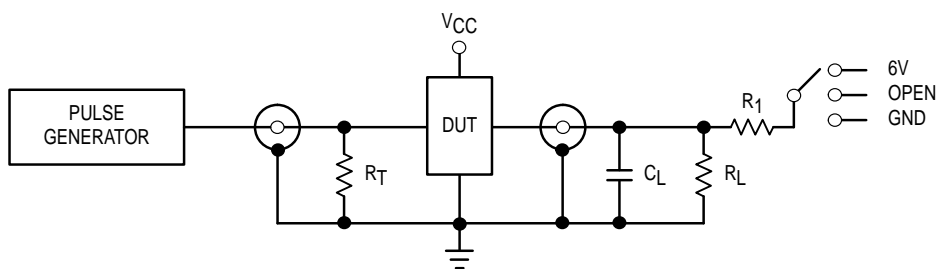 VCC
PULSE
GENERATOR
DUT
RT
CL
RL
R1
6V
OPEN
GND